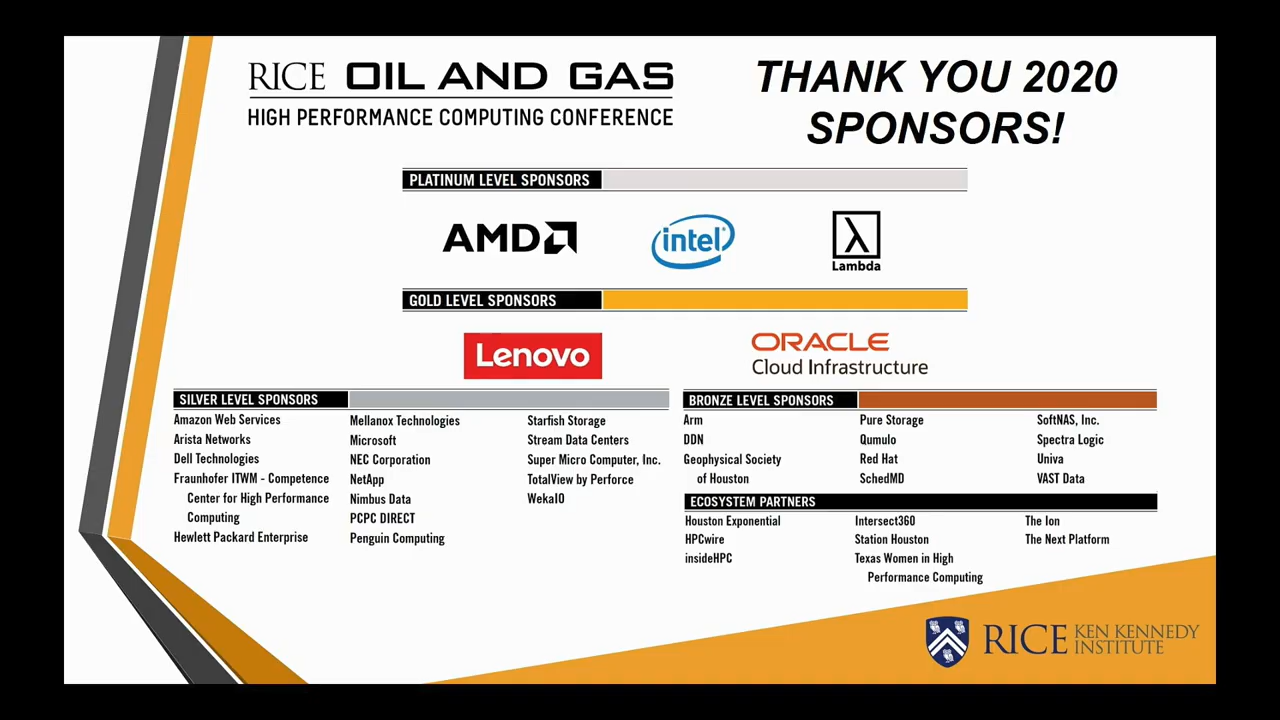 RICE OIL AND GAS
HIGH PERFORMANCE COMPUTING CONFERENCE
THANK YOU 2020
SPONSORS!
PLATINUM LEVEL SPONSORS
AMD
intel
λ
Lambda
GOLD LEVEL SPONSORS
Lenovo
ORACLE
Cloud Infrastructure
SILVER LEVEL SPONSORS
Amazon Web Services
Arista Networks
Dell Technologies
Fraunhofer ITWM - Competence
Center for High Performance
Computing
Hewlett Packard Enterprise
Mellanox Technologies
Microsoft
NEC Corporation
NetApp
Nimbus Data
PCPC DIRECT
Penguin Computing
Starfish Storage
Stream Data Centers
Super Micro Computer, Inc.
TotalView by Perforce
WekaIO
BRONZE LEVEL SPONSORS
Arm
DDN
Geophysical Society
of Houston
Pure Storage
Qumulo
Red Hat
SchedMD
SoftNAS, Inc.
Spectra Logic
Univa
VAST Data
ECOSYSTEM PARTNERS
Houston Exponential
HPCwire
insideHPC
Intersect360
Station Houston
Texas Women in High
Performance Computing
The Ion
The Next Platform
RICE KEN KENNEDY
INSTITUTE